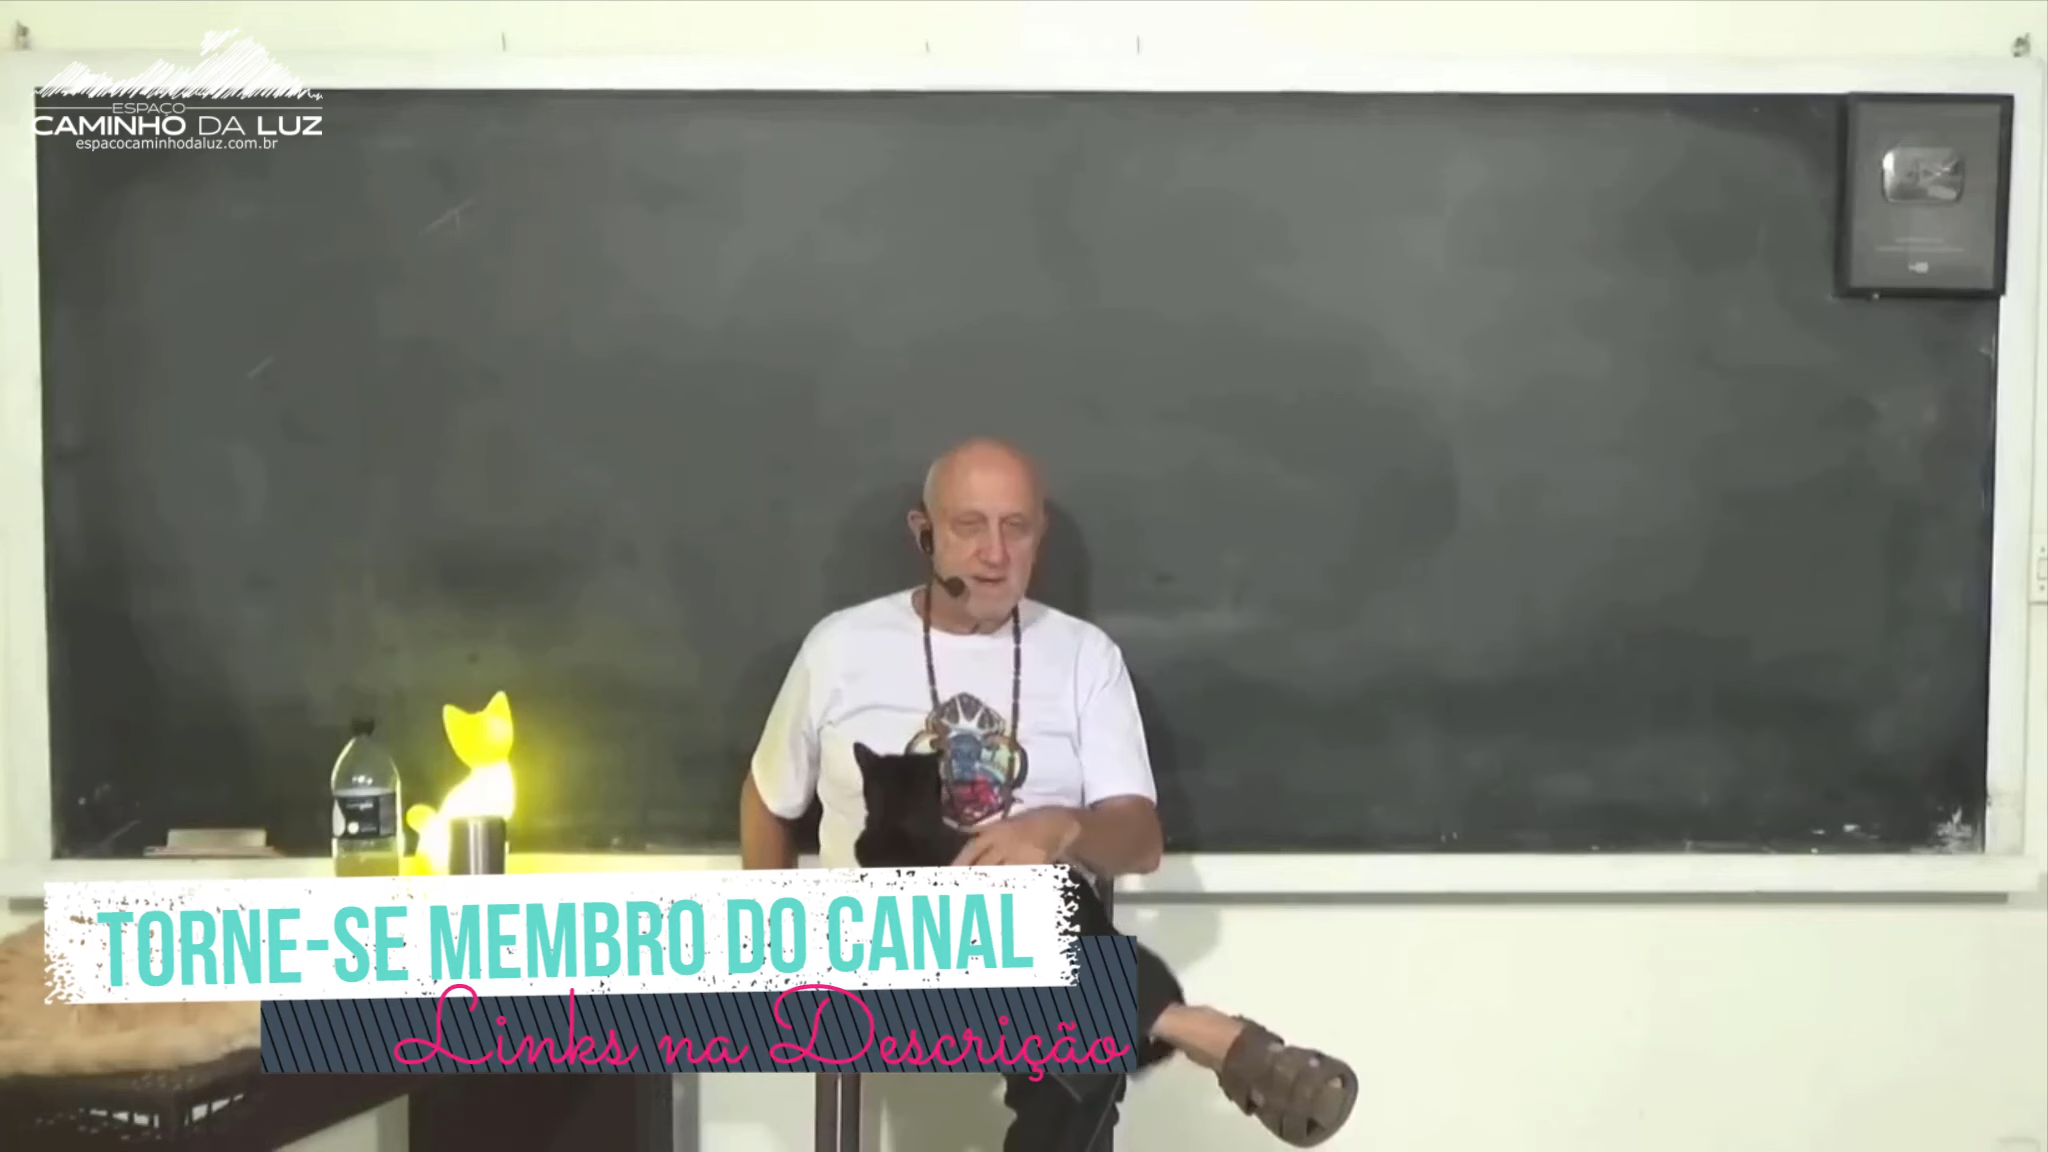 ESPAÇO
CAMINHO DA LUZ
espacocaminhodaluz.com.br
TORNE-SE MEMBRO DO CANAL
Links na Descrição